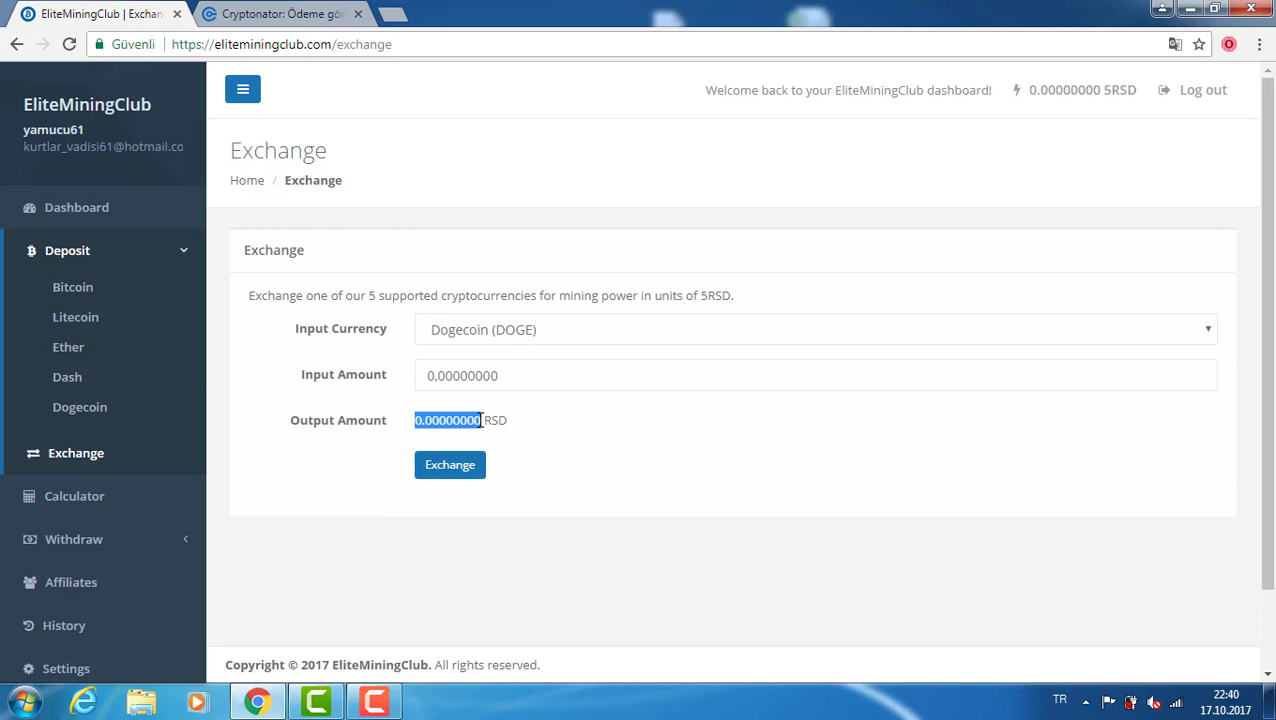 EliteMiningClub | Exchan
Cryptonator: Ödeme gön
Güvenli
https://eliteminingclub.com/exchange
EliteMiningClub
yamucu61
kurtlar_vadisi61@hotmail.co
Dashboard
Deposit
Bitcoin
Litecoin
Ether
Dash
Dogecoin
Exchange
Calculator
Withdraw
Affiliates
History
Settings
Welcome back to your EliteMiningClub dashboard!
0.00000000 5RSD
Log out
Exchange
Home / Exchange
Exchange
Exchange one of our 5 supported cryptocurrencies for mining power in units of 5RSD.
Input Currency
Dogecoin (DOGE)
Input Amount
0,00000000
Output Amount
0.00000000 RSD
Exchange
Copyright © 2017 EliteMiningClub. All rights reserved.
TR
22:40
17.10.2017